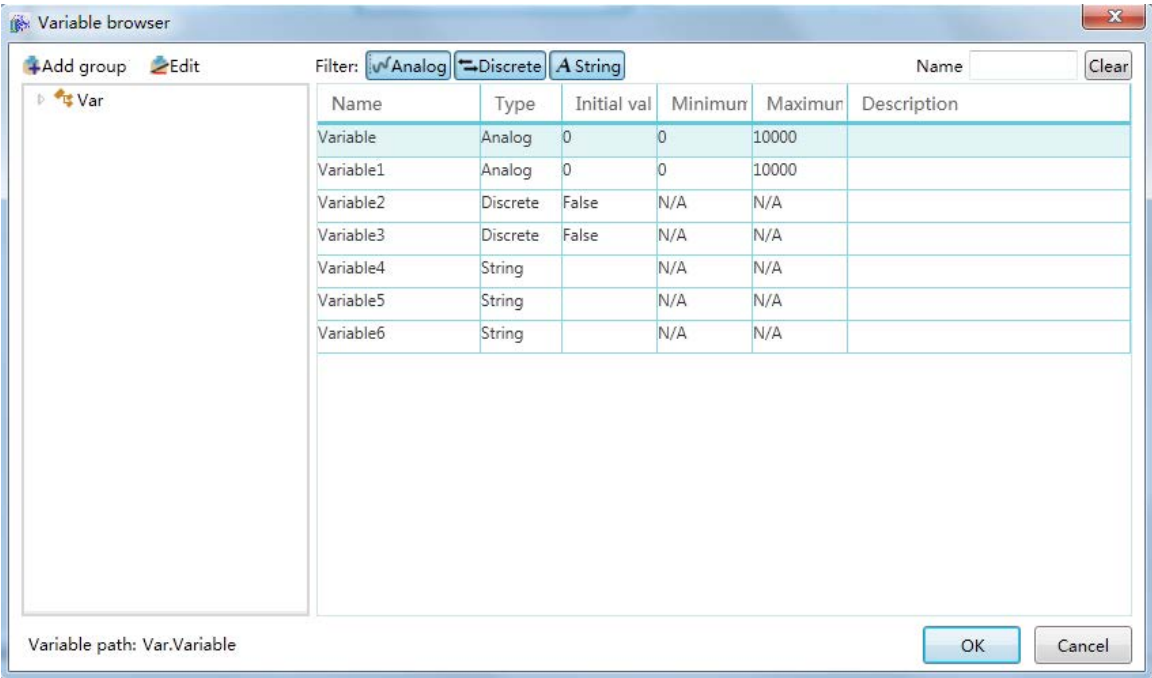 Variable browser
Add group Edit Filter: Analog Discrete A String Name Clear
Var
Name Type Initial val Minimum Maximun Description
Variable Analog 0 0 10000
Variable1 Analog 0 0 10000
Variable2 Discrete False N/A N/A
Variable3 Discrete False N/A N/A
Variable4 String N/A N/A
Variable5 String N/A N/A
Variable6 String N/A N/A
Variable path: Var.Variable OK Cancel